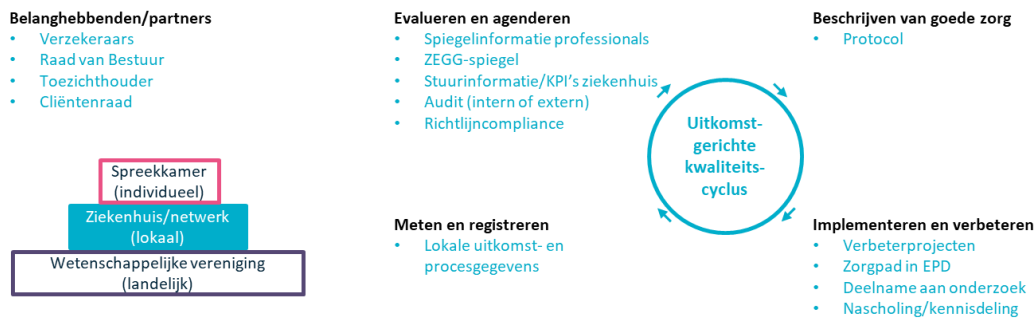 Belanghebbenden/partners
• Verzekeraars
• Raad van Bestuur
• Toezichthouder
• Cliëntenraad
Spreekkamer
(individueel)
Ziekenhuis/netwerk
(lokaal)
Wetenschappelijke vereniging
(landelijk)
Evalueren en agenderen
• Spiegelinformatie professionals
• ZEGG-spiegel
• Stuurinformatie/KPI's ziekenhuis
• Audit (intern of extern)
• Richtlijncompliance
Meten en registreren
• Lokale uitkomst- en
procesgegevens
Uitkomst-
gerichte
kwaliteits-
cyclus
Beschrijven van goede zorg
• Protocol
Implementeren en verbeteren
• Verbeterprojecten
• Zorgpad in EPD
• Deelname aan onderzoek
• Nascholing/kennisdeling